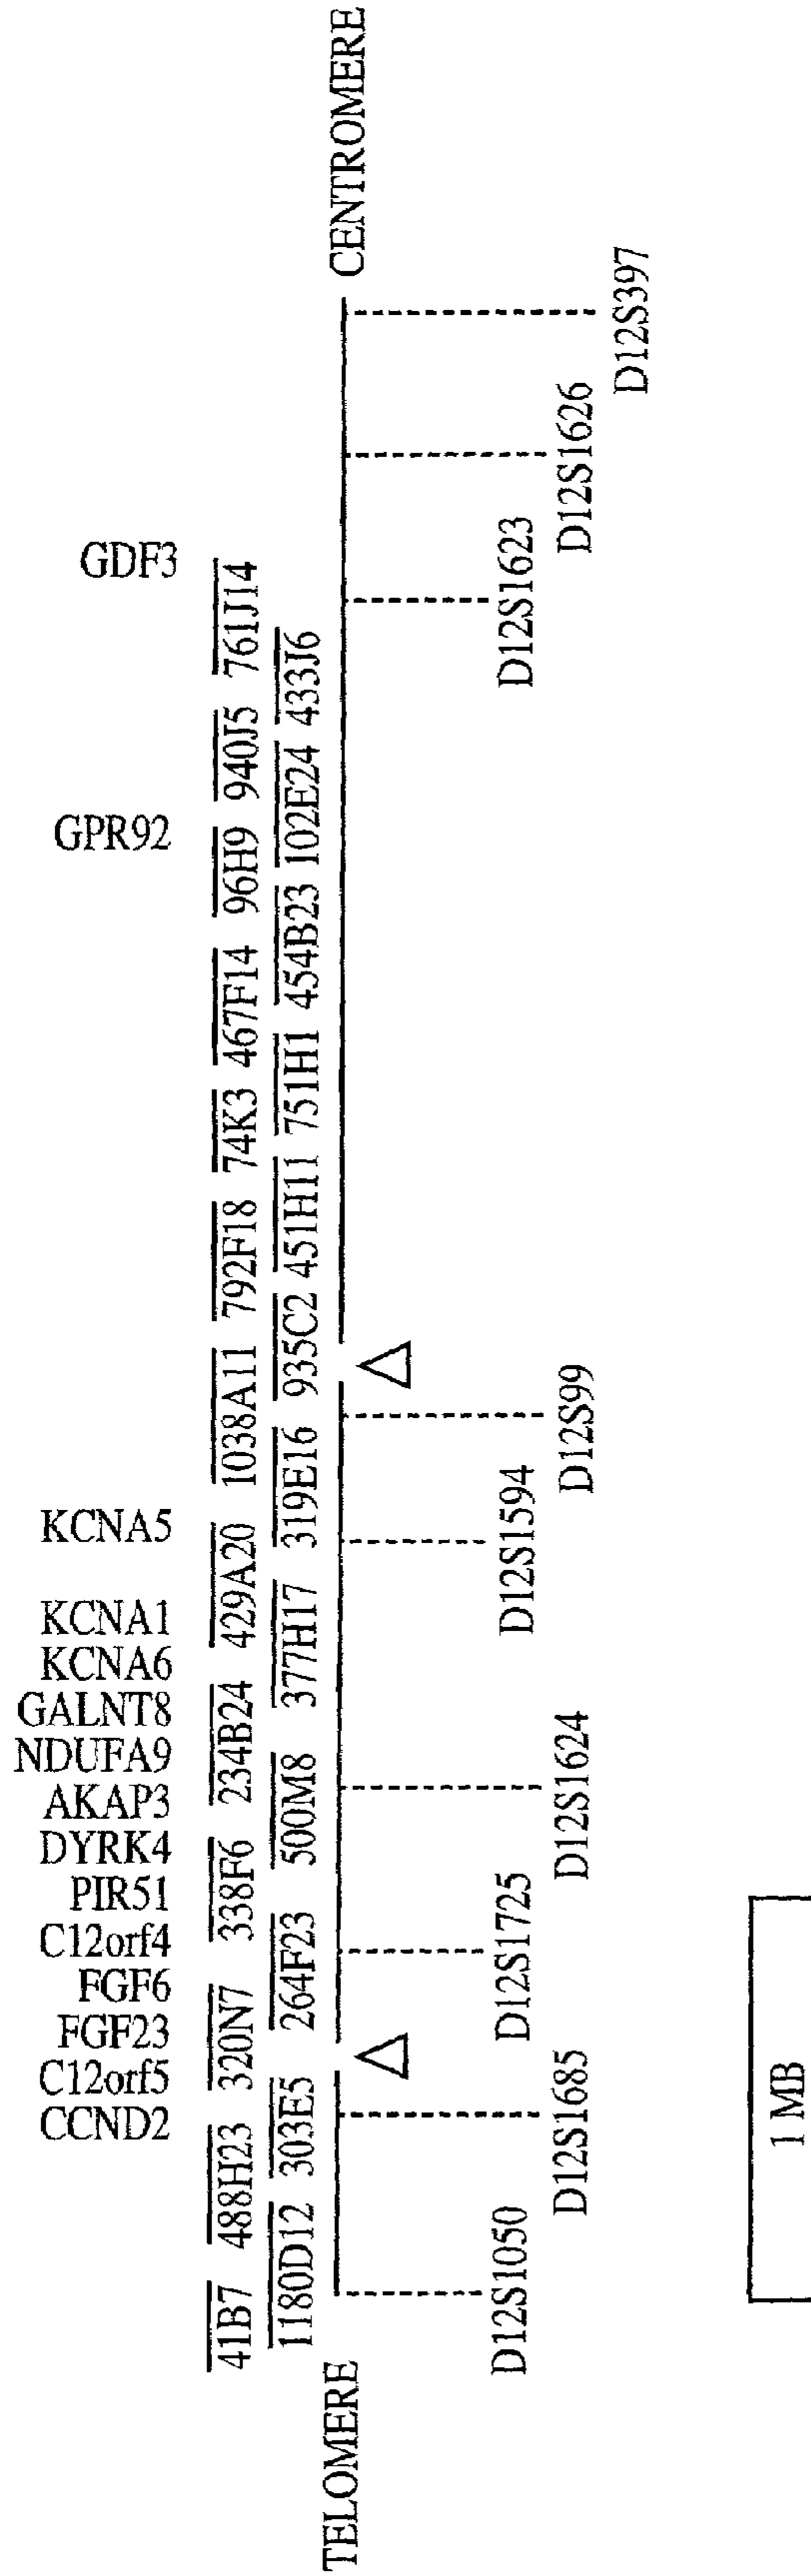 CCND2
C12orf5
FGF23
FGF6
C12orf4
PIR51
DYRK4
AKAP3
NDUFA9
GALNT8
KCNA6
KCNA1
KCNA5
GPR92
GDF3
41B7 488H23 320N7 338F6 234B24 429A20 1038A11 792F18 74K3 467F14 96H9 940J5 761J14
1180D12 303E5 264F23 500M8 377H17 319E16 935C2 451H11 751H1 454B23 102E24 433J6
TELOMERE
CENTROMERE
D12S1050
D12S1685
D12S1725
D12S1624
D12S1594
D12S99
D12S1623
D12S1626
D12S397
1 MB